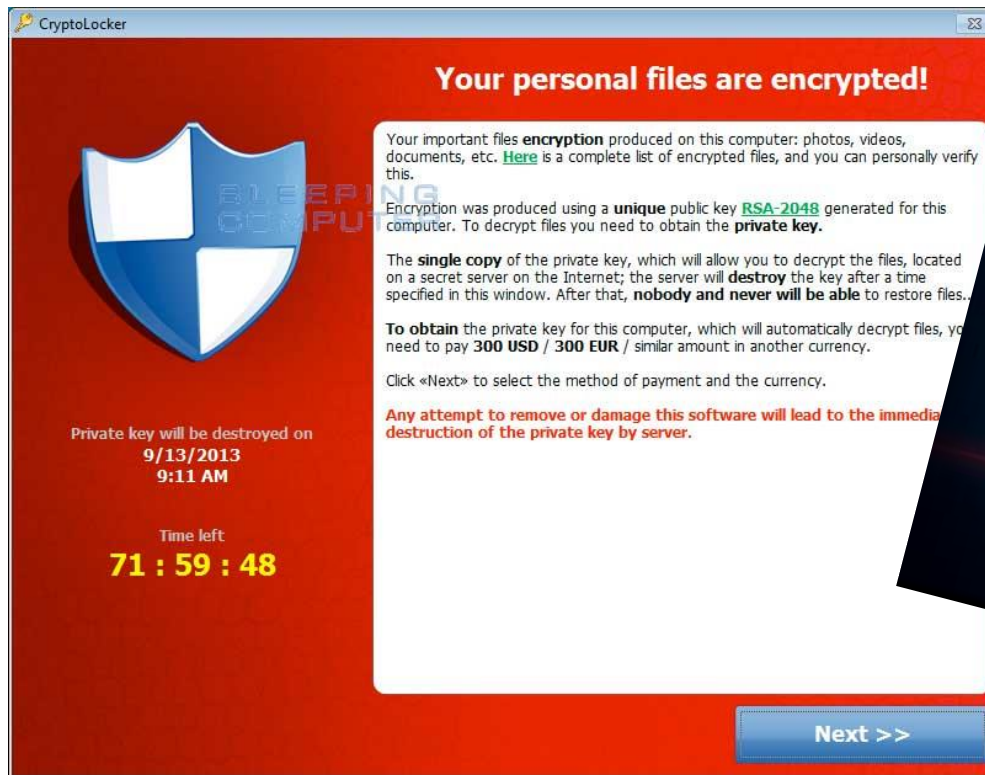 CryptoLocker
Your personal files are encrypted!
Your important files encryption produced on this computer: photos, videos,
documents, etc. Here is a complete list of encrypted files, and you can personally verify
this.
BLEEPING
COMPUTER
Encryption was produced using a unique public key RSA-2048 generated for this
computer. To decrypt files you need to obtain the private key.
The single copy of the private key, which will allow you to decrypt the files, located
on a secret server on the Internet; the server will destroy the key after a time
specified in this window. After that, nobody and never will be able to restore files..
To obtain the private key for this computer, which will automatically decrypt files,
need to pay 300 USD / 300 EUR / similar amount in another currency.
Click «Next» to select the method of payment and the currency.
Any attempt to remove or damage this software will lead to the
destruction of the private key by server.
Private key will be destroyed on
9/13/2013
9:11 AM
Time left
71 : 59 : 48
Next >>